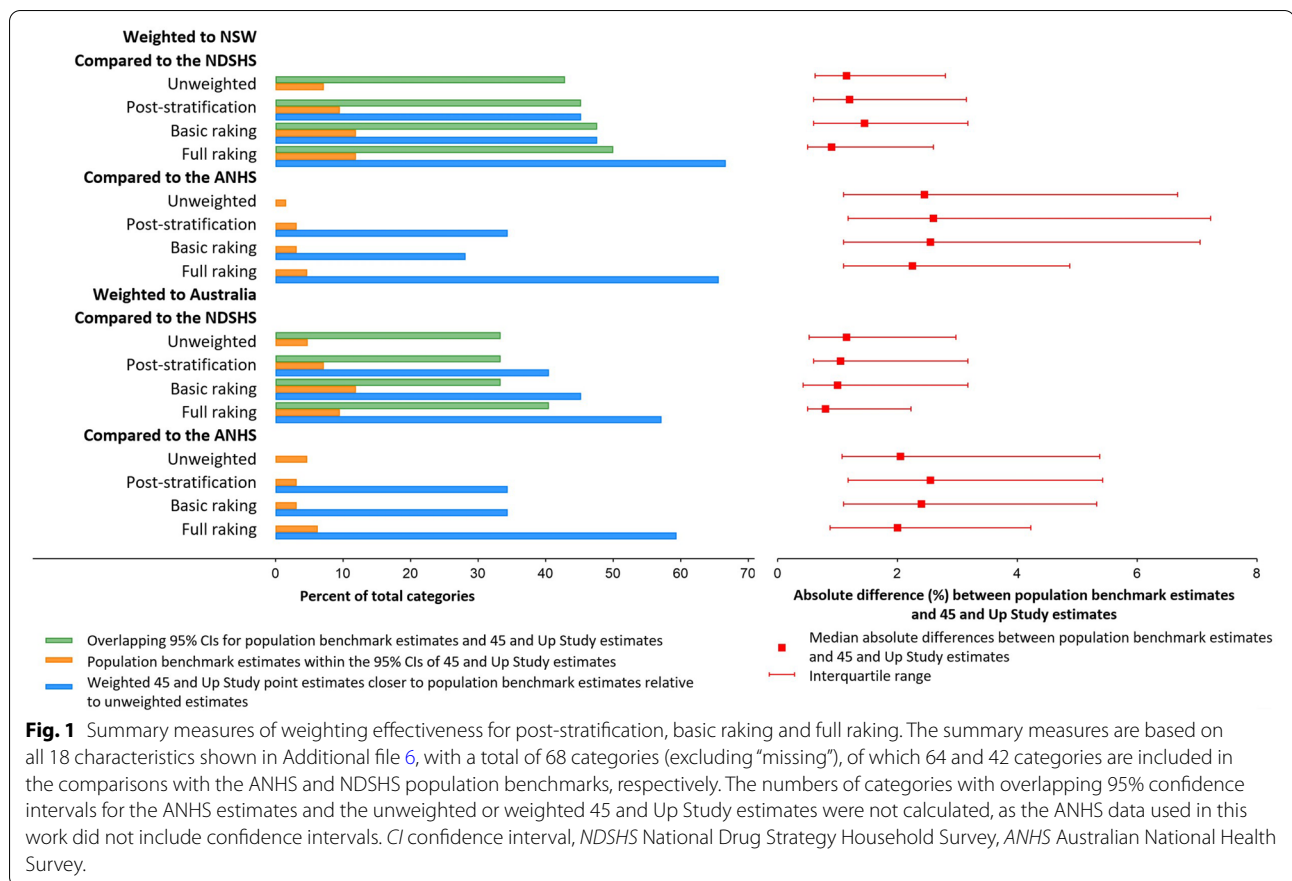 Weighted to NSW
Compared to the NDSHS
Unweighted
Post-stratification
Basic raking
Full raking
Compared to the ANHS
Unweighted
Post-stratification
Basic raking
Full raking
Weighted to Australia
Compared to the NDSHS
Unweighted
Post-stratification
Basic raking
Full raking
Compared to the ANHS
Unweighted
Post-stratification
Basic raking
Full raking
0 10 20 30 40 50 60 70
Percent of total categories
0 2 4 6 8
Absolute difference (%) between population benchmark estimates
and 45 and Up Study estimates
Overlapping 95% CIs for population benchmark estimates and 45 and Up Study estimates
Population benchmark estimates within the 95% CIs of 45 and Up Study estimates
Weighted 45 and Up Study point estimates closer to population benchmark estimates relative
to unweighted estimates
Median absolute differences between population benchmark estimates
and 45 and Up Study estimates
Interquartile range
Fig. 1 Summary measures of weighting effectiveness for post-stratification, basic raking and full raking. The summary measures are based on
all 18 characteristics shown in Additional file 6, with a total of 68 categories (excluding “missing”), of which 64 and 42 categories are included in
the comparisons with the ANHS and NDSHS population benchmarks, respectively. The numbers of categories with overlapping 95% confidence
intervals for the ANHS estimates and the unweighted or weighted 45 and Up Study estimates were not calculated, as the ANHS data used in this
work did not include confidence intervals. CI confidence interval, NDSHS National Drug Strategy Household Survey, ANHS Australian National Health
Survey.